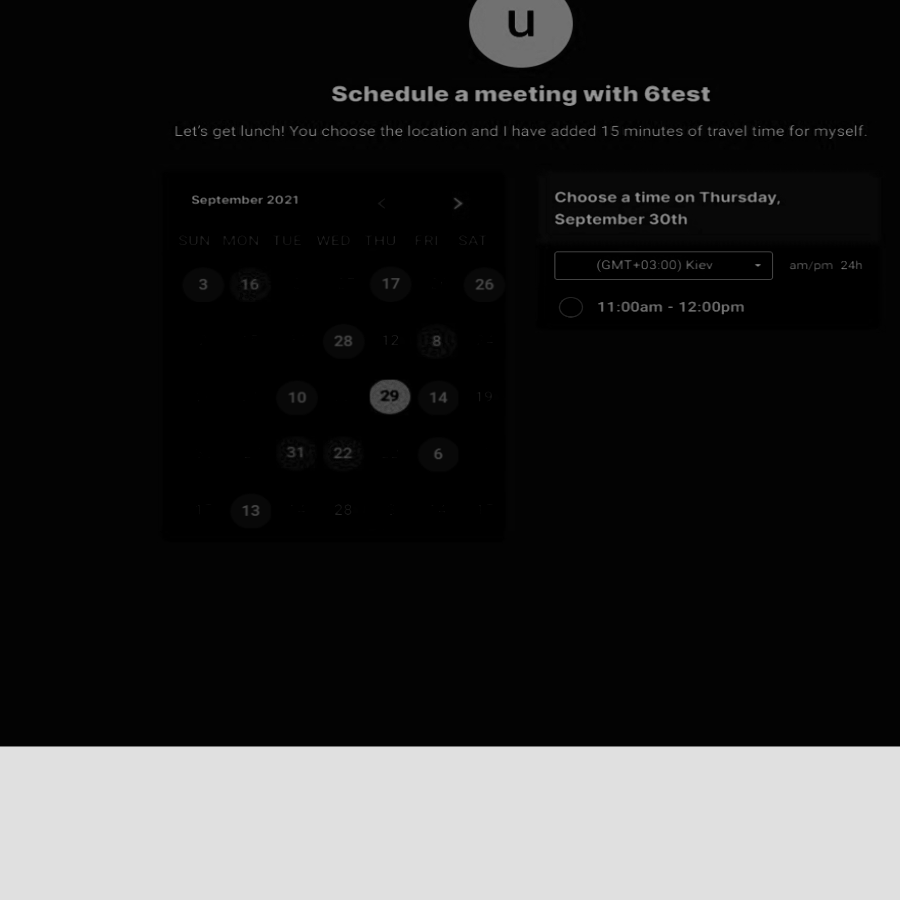 u
Schedule a meeting with 6test
Let's get lunch! You choose the location and I have added 15 minutes of travel time for myself.
September 2021
SUN MON TUE WED THU FRI SAT
3 16 17 26
28 12 8
10 29 14 19
31 22 6
13 28
Choose a time on Thursday,
September 30th
(GMT+03:00) Kiev am/pm 24h
11:00am - 12:00pm